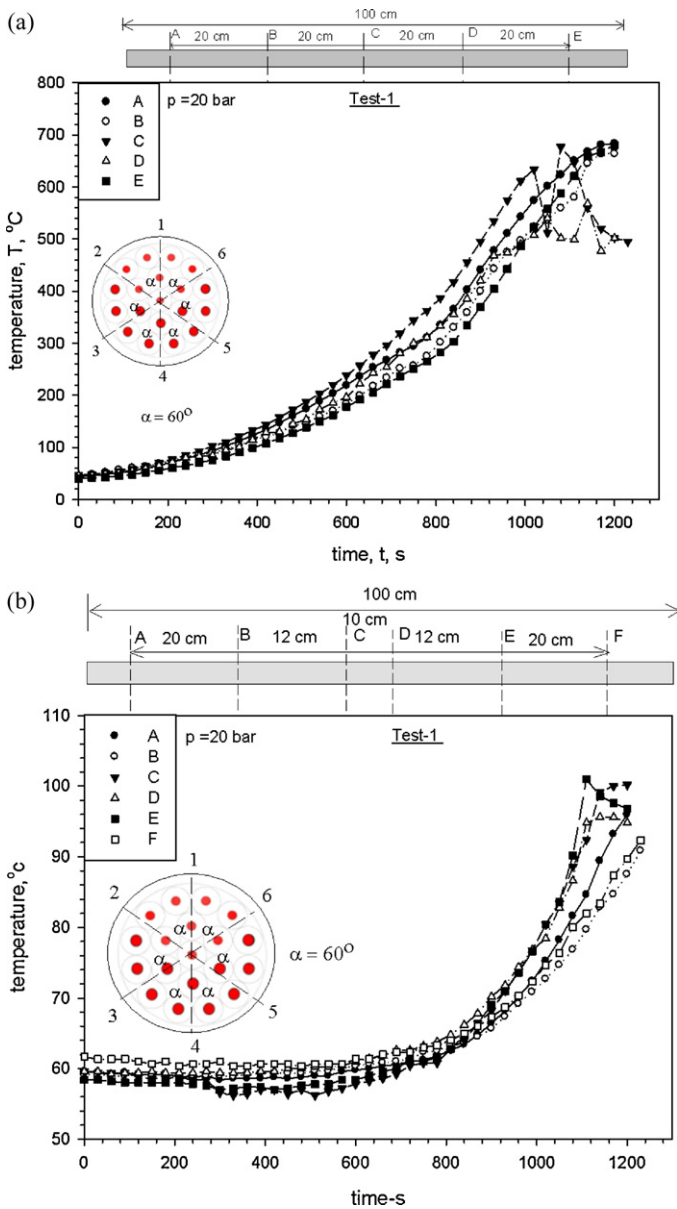 (a)
100 cm
A 20 cm B 20 cm C 20 cm D 20 cm E
800
700
600
500
400
300
200
100
0
temperature, T, °C
A
B
C
D
E
p =20 bar
Test-1
1
2
6
α α
α α
α α
3
5
4
α = 60°
0 200 400 600 800 1000 1200
time, t, s
(b)
100 cm
10 cm
A 20 cm B 12 cm C D 12 cm E 20 cm F
110
100
90
80
70
60
50
temperature, °c
A
B
C
D
E
F
p =20 bar
Test-1
1
2
6
α α
α α
α α
α = 60°
3
5
4
0 200 400 600 800 1000 1200
time-s